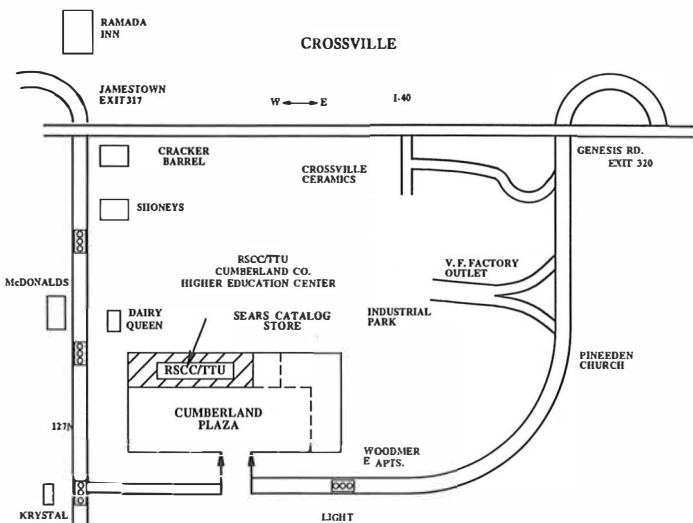 RAMADA
INN
CROSSVILLE
JAMESTOWN
EXIT 317
W E
I-40
GENESIS RD.
EXIT 320
CRACKER
BARREL
CROSSVILLE
CERAMICS
SHONEYS
RSCC/TTU
CUMBERLAND CO.
HIGHER EDUCATION CENTER
V. F. FACTORY
OUTLET
McDONALDS
DAIRY
QUEEN
SEARS CATALOG
STORE
INDUSTRIAL
PARK
RSCC/TTU
PINEEDEN
CHURCH
CUMBERLAND
PLAZA
127N
WOODMER
E APTS.
KRYSTAL
LIGHT